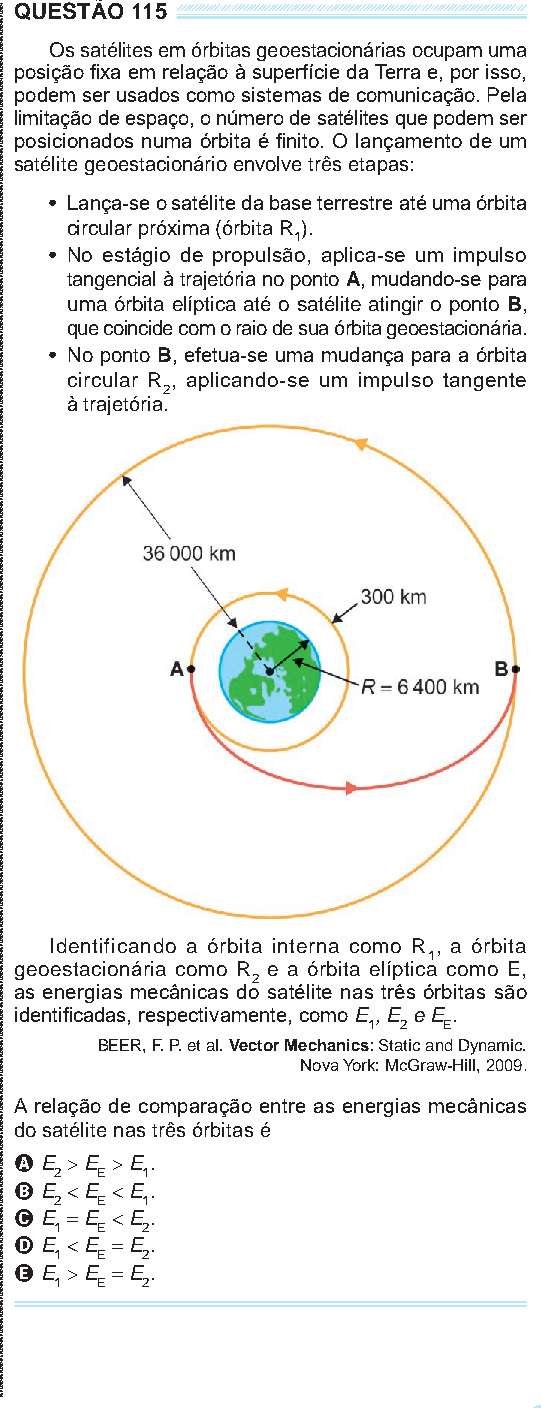 QUESTÃO 115
Os satélites em órbitas geoestacionárias ocupam uma
posição fixa em relação à superfície da Terra e, por isso,
podem ser usados como sistemas de comunicação. Pela
limitação de espaço, o número de satélites que podem ser
posicionados numa órbita é finito. O lançamento de um
satélite geoestacionário envolve três etapas:
• Lança-se o satélite da base terrestre até uma órbita
circular próxima (órbita R₁).
• No estágio de propulsão, aplica-se um impulso
tangencial à trajetória no ponto A, mudando-se para
uma órbita elíptica até o satélite atingir o ponto B,
que coincide com o raio de sua órbita geoestacionária.
• No ponto B, efetua-se uma mudança para a órbita
circular R₂, aplicando-se um impulso tangente
à trajetória.
36 000 km
300 km
A
B
R = 6 400 km
Identificando a órbita interna como R₁, a órbita
geoestacionária como R₂ e a órbita elíptica como E,
as energias mecânicas do satélite nas três órbitas são
identificadas, respectivamente, como E₁, E₂ e E_E.
BEER, F. P. et al. Vector Mechanics: Static and Dynamic.
Nova York: McGraw-Hill, 2009.
A relação de comparação entre as energias mecânicas
do satélite nas três órbitas é
A E₂ > E_E > E₁.
B E₂ < E_E < E₁.
C E₁ = E_E < E₂.
D E₁ < E_E = E₂.
E E₁ > E_E = E₂.